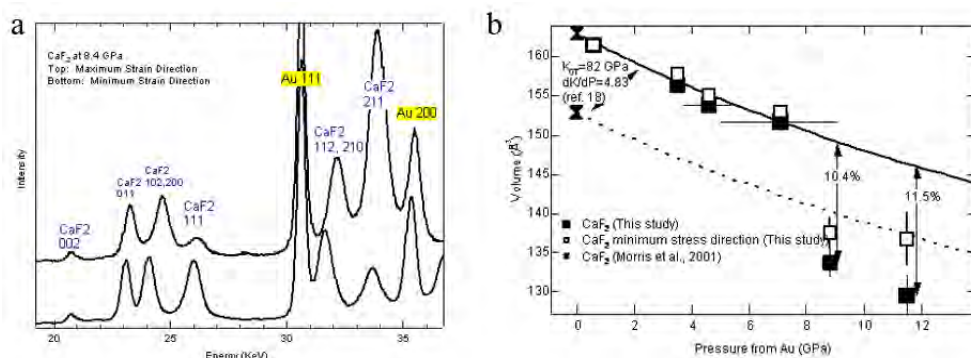 a
CaF2 at 8.4 GPa
Top: Maximum Strain Direction
Bottom: Minimum Strain Direction
Au 111
CaF2
211
Au 200
CaF2
112, 210
CaF2
102,200
CaF2
011
CaF2
111
CaF2
002
Intensity
20
25
30
35
Energy (KeV)
b
160
155
150
145
140
135
130
Volume (Å3)
K0T=82 GPa
dK/dP=4.83
(ref. 18)
10.4%
11.5%
CaF2 (This study)
CaF2 minimum stress direction (This study)
CaF2 (Morris et al., 2001)
0
2
4
6
8
10
12
Pressure from Au (GPa)